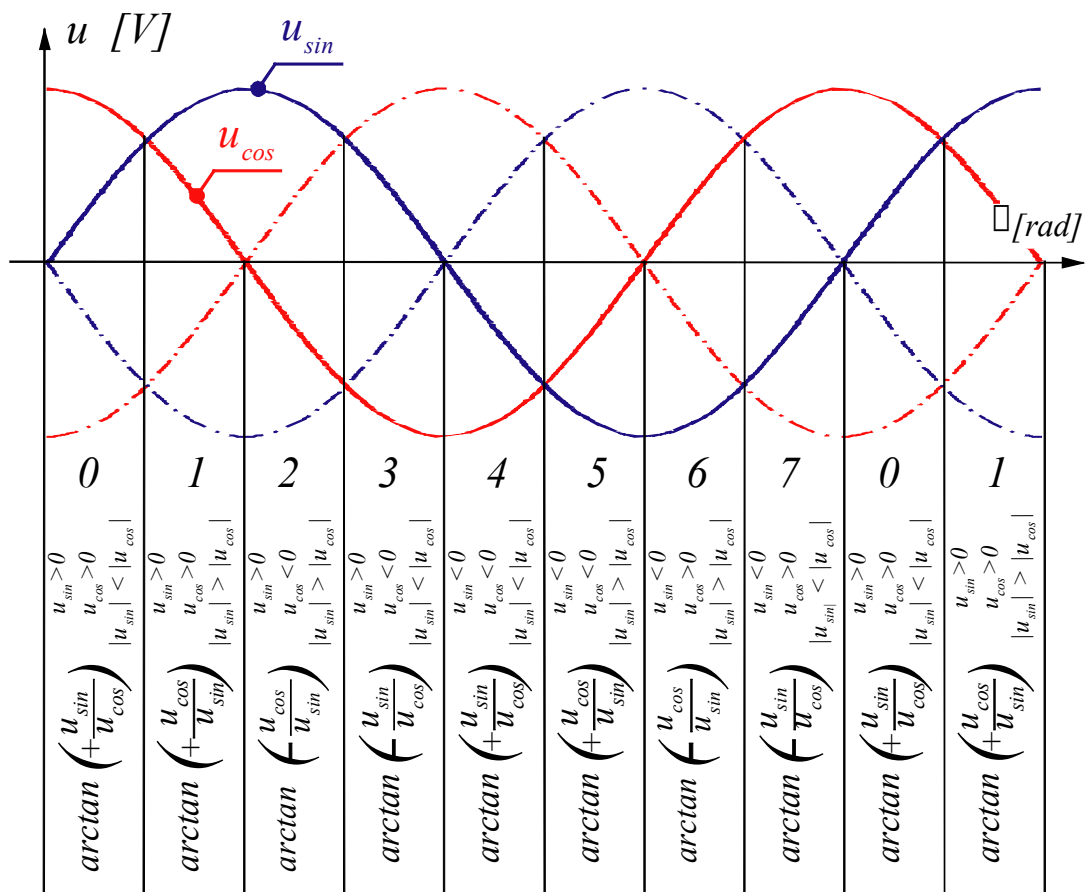 u [V]
u_sin
u_cos
□ [rad]
0 1 2 3 4 5 6 7 0 1
u_sin>0
u_cos>0
|u_sin| < |u_cos|
arctan (+ u_sin/u_cos)
u_sin>0
u_cos>0
|u_sin| > |u_cos|
arctan (+ u_cos/u_sin)
u_sin>0
u_cos<0
|u_sin| > |u_cos|
arctan (- u_cos/u_sin)
u_sin>0
u_cos<0
|u_sin| < |u_cos|
arctan (- u_sin/u_cos)
u_sin<0
u_cos<0
|u_sin| < |u_cos|
arctan (+ u_sin/u_cos)
u_sin<0
u_cos<0
|u_sin| > |u_cos|
arctan (+ u_cos/u_sin)
u_sin<0
u_cos>0
|u_sin| > |u_cos|
arctan (- u_cos/u_sin)
u_sin<0
u_cos>0
|u_sin| < |u_cos|
arctan (- u_sin/u_cos)
u_sin>0
u_cos>0
|u_sin| < |u_cos|
arctan (+ u_sin/u_cos)
u_sin>0
u_cos>0
|u_sin| > |u_cos|
arctan (+ u_cos/u_sin)